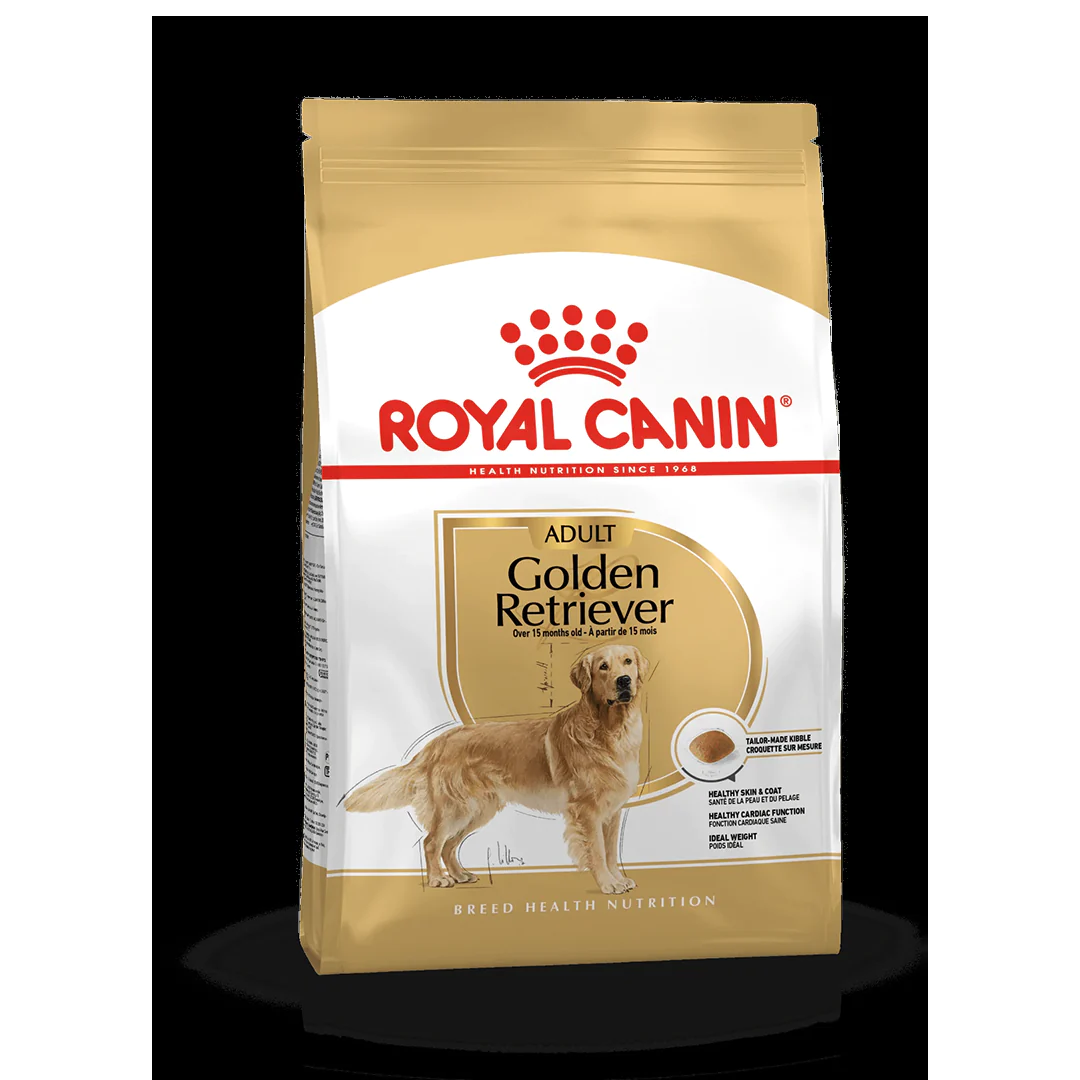 ROYAL CANIN®
HEALTH NUTRITION SINCE 1968
ADULT
Golden
Retriever
Over 15 months old - À partir de 15 mois
TAILOR-MADE KIBBLE
CROQUETTE SUR MESURE
HEALTHY SKIN & COAT
SANTÉ DE LA PEAU ET DU PELAGE
HEALTHY CARDIAC FUNCTION
FONCTION CARDIAQUE SAINE
IDEAL WEIGHT
POIDS IDÉAL
BREED HEALTH NUTRITION